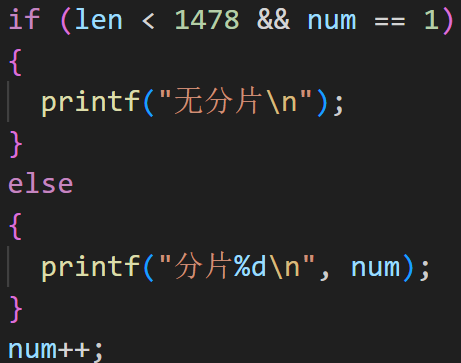 if (len < 1478 && num == 1)
{
  printf("无分片\n");
}
else
{
  printf("分片%d\n", num);
}
num++;